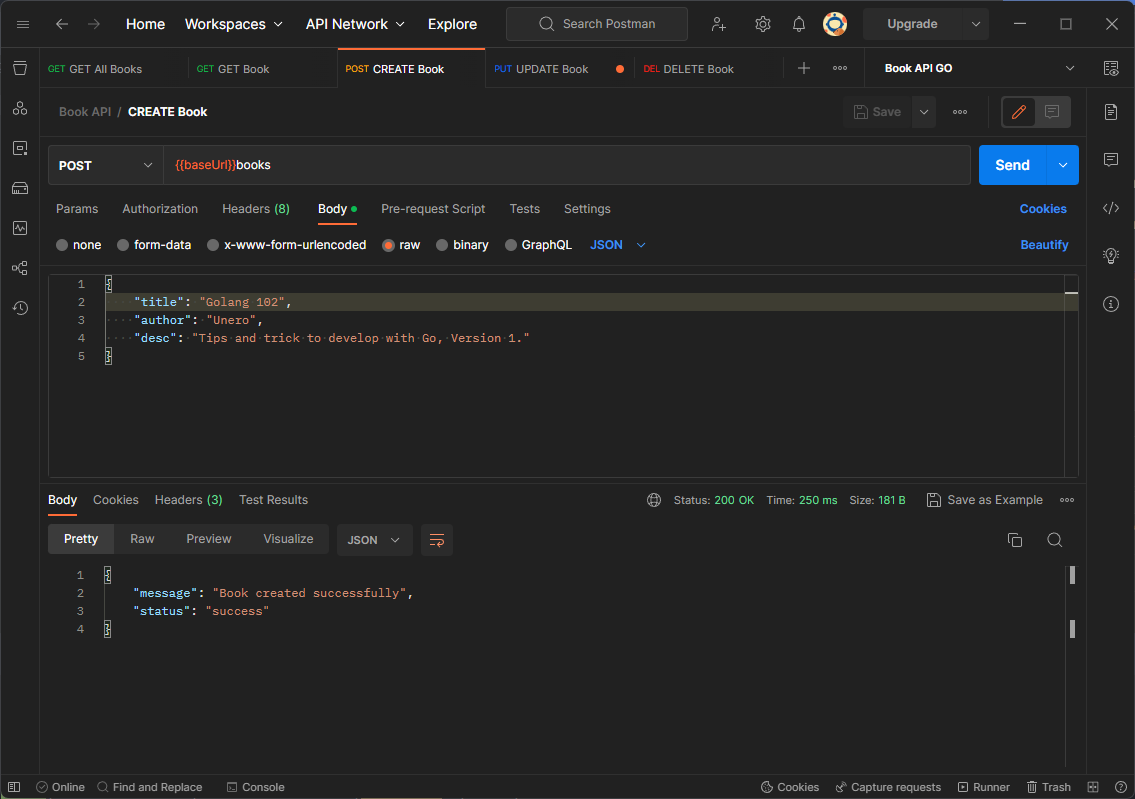 Home Workspaces API Network Explore Search Postman Upgrade
GET GET All Books GET GET Book POST CREATE Book PUT UPDATE Book DEL DELETE Book Book API GO
Book API / CREATE Book Save
POST {{baseUrl}}books Send
Params Authorization Headers (8) Body Pre-request Script Tests Settings Cookies
none form-data x-www-form-urlencoded raw binary GraphQL JSON Beautify
1 {
2 "title": "Golang 102",
3 "author": "Unero",
4 "desc": "Tips and trick to develop with Go, Version 1."
5 }
Body Cookies Headers (3) Test Results Status: 200 OK Time: 250 ms Size: 181 B Save as Example
Pretty Raw Preview Visualize JSON
1 {
2 "message": "Book created successfully",
3 "status": "success"
4 }
Online Find and Replace Console Cookies Capture requests Runner Trash